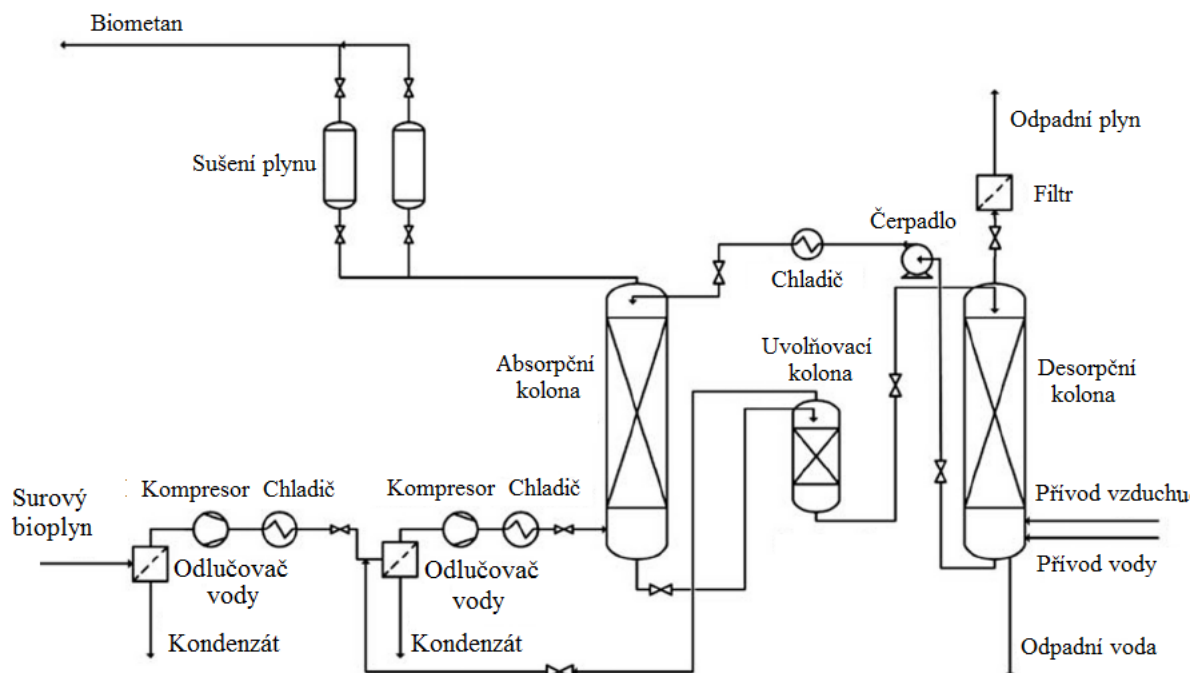 Biometan
Odpadní plyn
Sušení plynu
Filtr
Čerpadlo
Chladič
Absorpční
kolona
Uvolňovací
kolona
Desorpční
kolona
Surový
bioplyn
Kompresor
Chladič
Kompresor
Chladič
Přívod vzduchu
Odlučovač
vody
Odlučovač
vody
Přívod vody
Kondenzát
Kondenzát
Odpadní voda